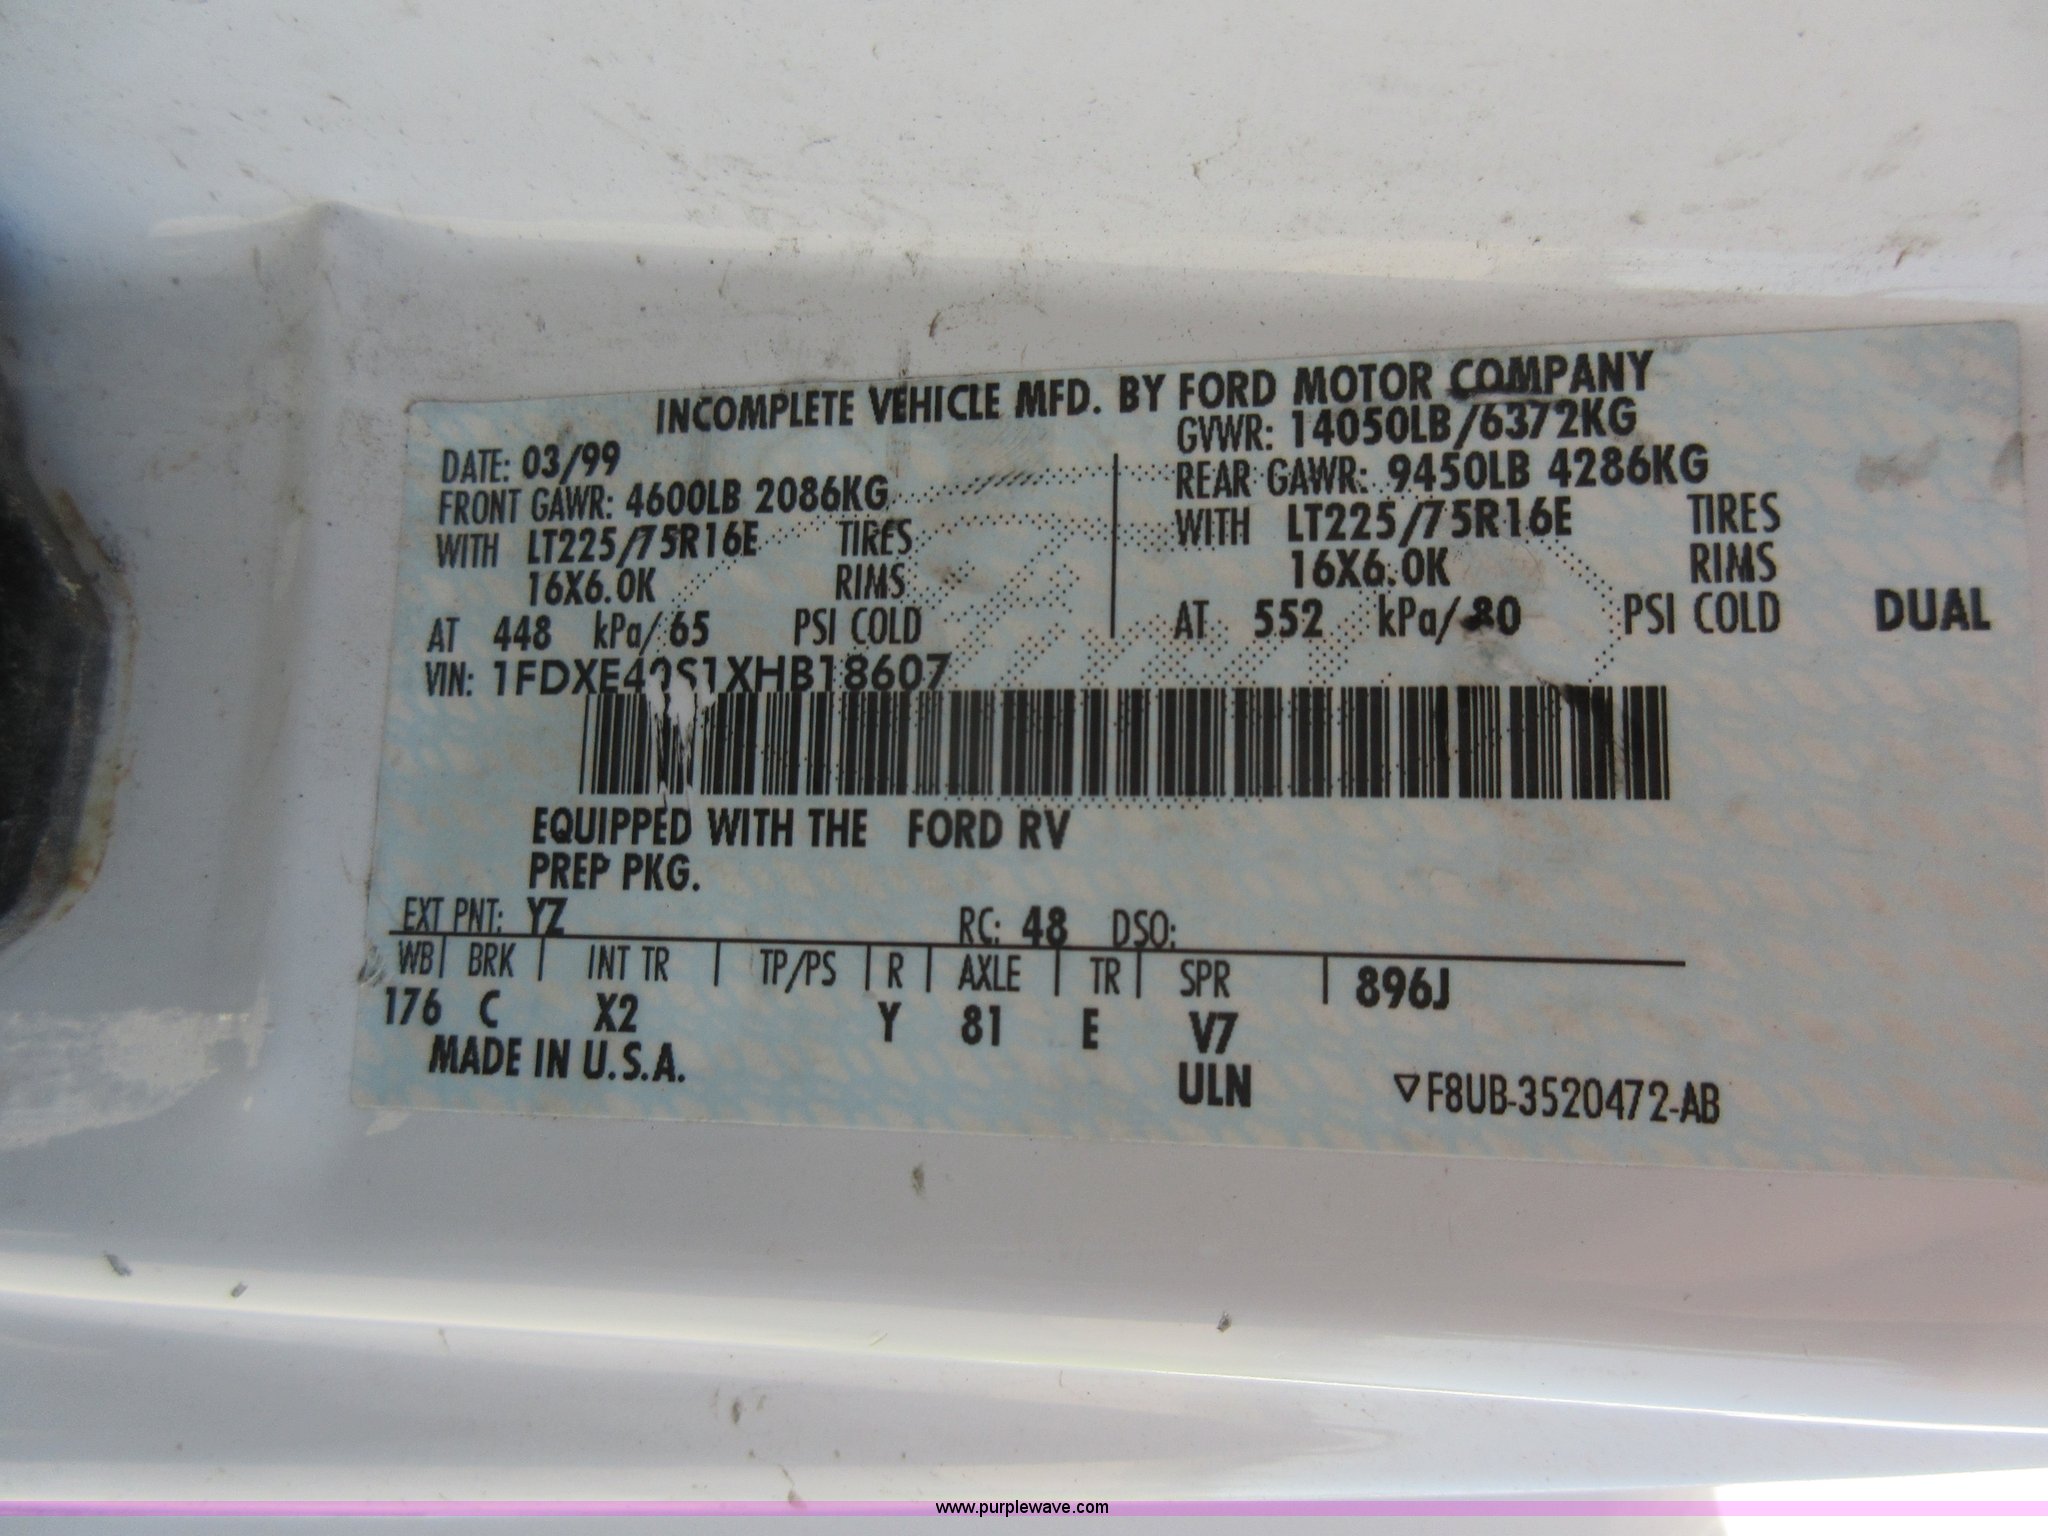 INCOMPLETE VEHICLE MFD. BY FORD MOTOR COMPANY
DATE: 03/99
GVWR: 14050LB/6372KG
FRONT GAWR: 4600LB 2086KG
REAR GAWR: 9450LB 4286KG
WITH LT225/75R16E TIRES
WITH LT225/75R16E TIRES
16X6.0K RIMS
16X6.0K RIMS
AT 448 kPa/65 PSI COLD
AT 552 kPa/80 PSI COLD DUAL
VIN: 1FDXE40S1XHB18607
EQUIPPED WITH THE FORD RV
PREP PKG.
EXT PNT: YZ RC: 48 DSO:
WB BRK INT TR TP/PS R AXLE TR SPR 896J
176 C X2 Y 81 E V7
MADE IN U.S.A. ULN
▽F8UB-3520472-AB
www.purplewave.com